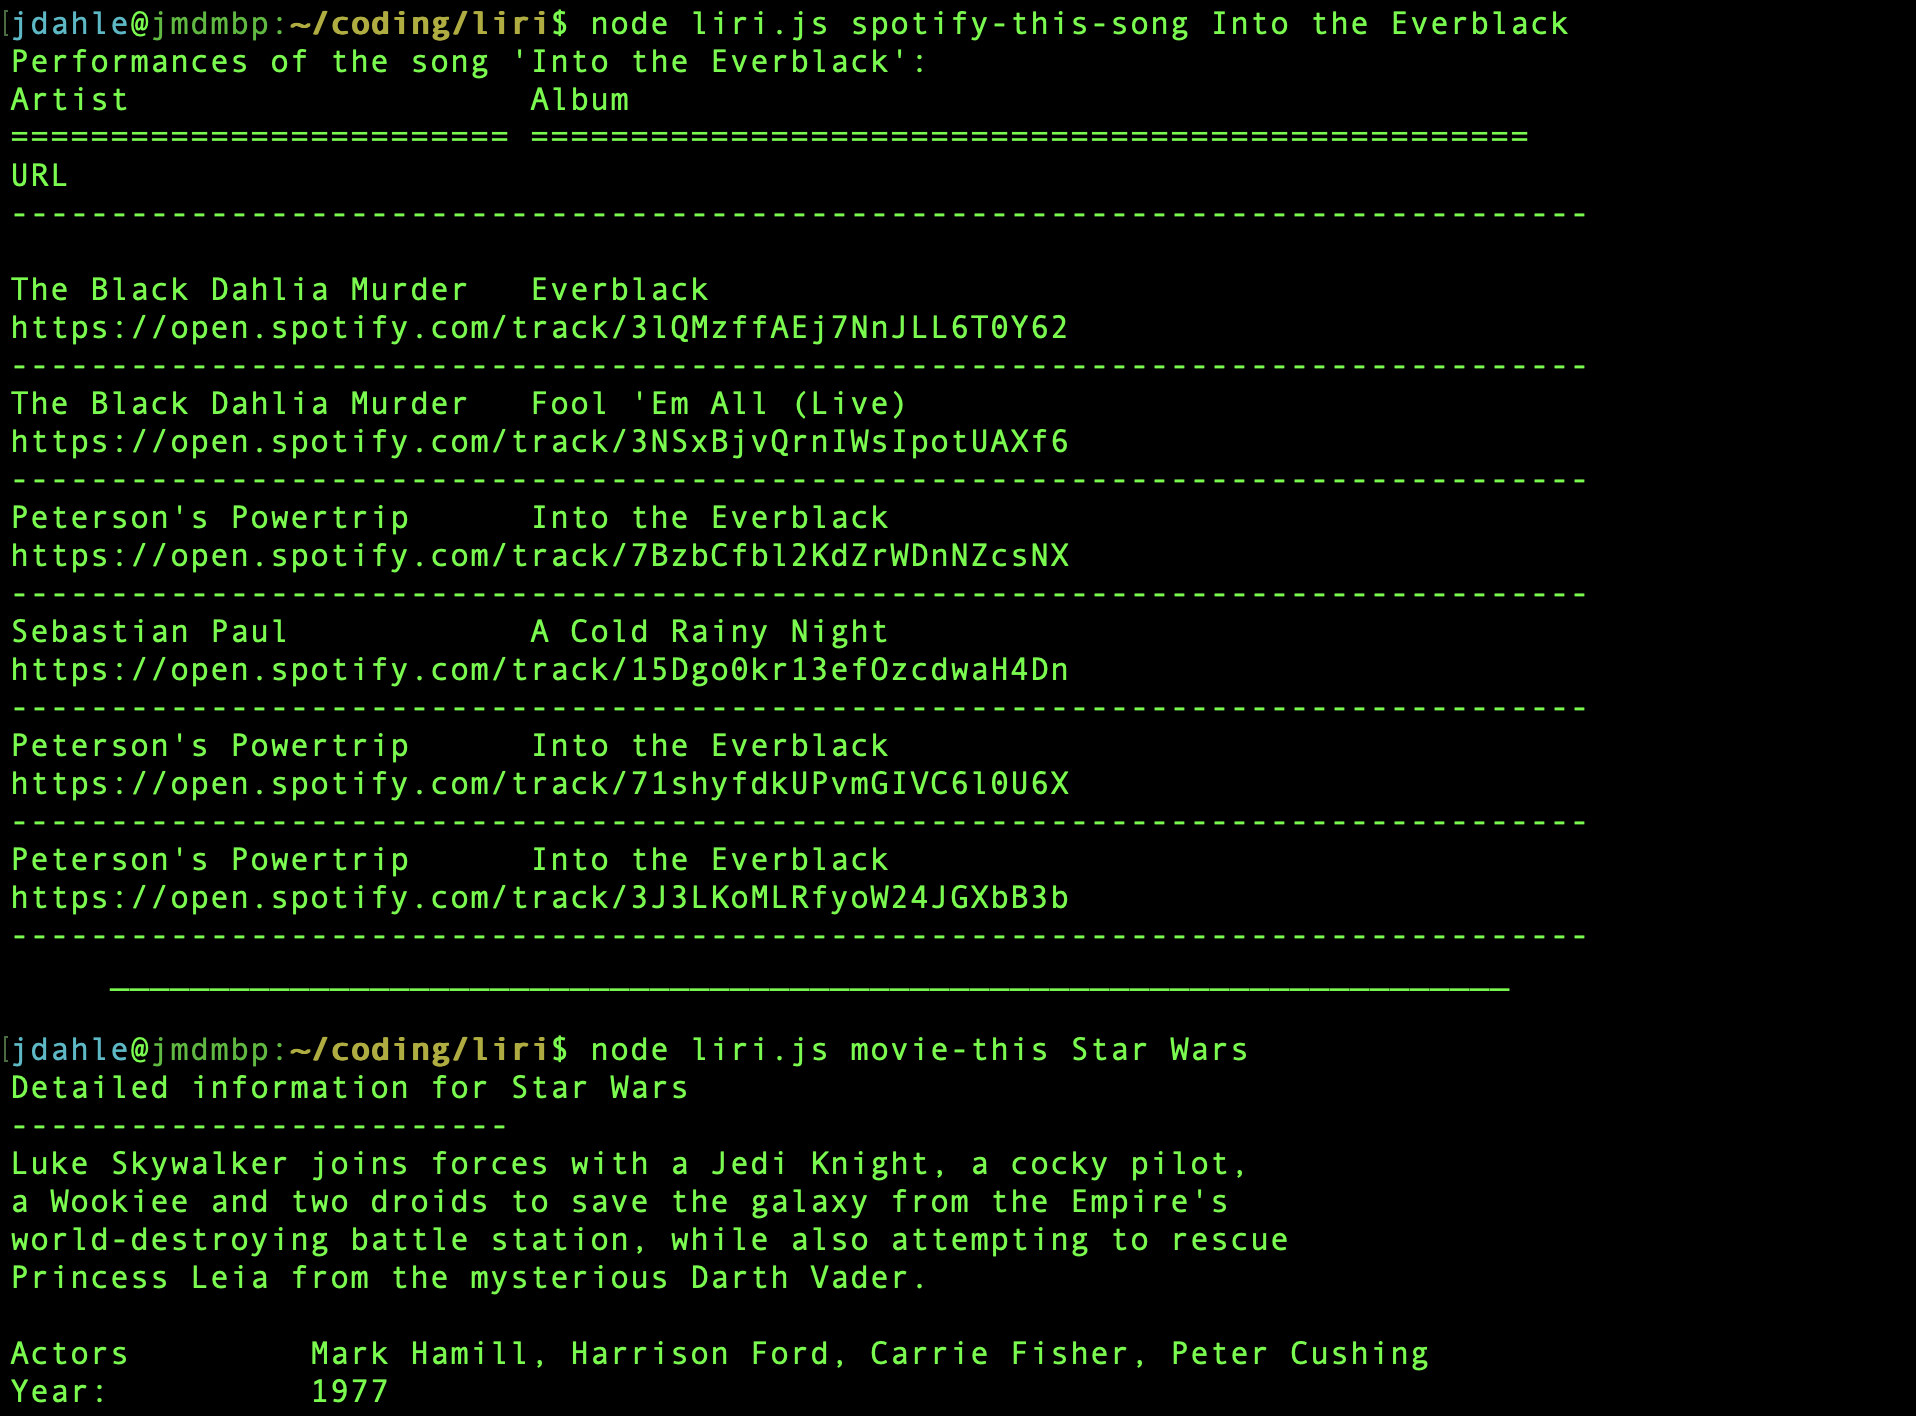 [jdahle@jmdmbp:~/coding/liri$ node liri.js spotify-this-song Into the Everblack
Performances of the song 'Into the Everblack':
Artist                    Album
========================= ==================================================
URL
-------------------------------------------------------------------------------

The Black Dahlia Murder   Everblack
https://open.spotify.com/track/3lQMzffAEj7NnJLL6T0Y62
-------------------------------------------------------------------------------
The Black Dahlia Murder   Fool 'Em All (Live)
https://open.spotify.com/track/3NSxBjvQrnIWsIpotUAXf6
-------------------------------------------------------------------------------
Peterson's Powertrip      Into the Everblack
https://open.spotify.com/track/7BzbCfbl2KdZrWDnNZcsNX
-------------------------------------------------------------------------------
Sebastian Paul            A Cold Rainy Night
https://open.spotify.com/track/15Dgo0kr13efOzcdwaH4Dn
-------------------------------------------------------------------------------
Peterson's Powertrip      Into the Everblack
https://open.spotify.com/track/71shyfdkUPvmGIVC6l0U6X
-------------------------------------------------------------------------------
Peterson's Powertrip      Into the Everblack
https://open.spotify.com/track/3J3LKoMLRfyoW24JGXbB3b
-------------------------------------------------------------------------------
     ______________________________________________________________________

[jdahle@jmdmbp:~/coding/liri$ node liri.js movie-this Star Wars
Detailed information for Star Wars
-------------------------
Luke Skywalker joins forces with a Jedi Knight, a cocky pilot,
a Wookiee and two droids to save the galaxy from the Empire's
world-destroying battle station, while also attempting to rescue
Princess Leia from the mysterious Darth Vader.

Actors         Mark Hamill, Harrison Ford, Carrie Fisher, Peter Cushing
Year:          1977